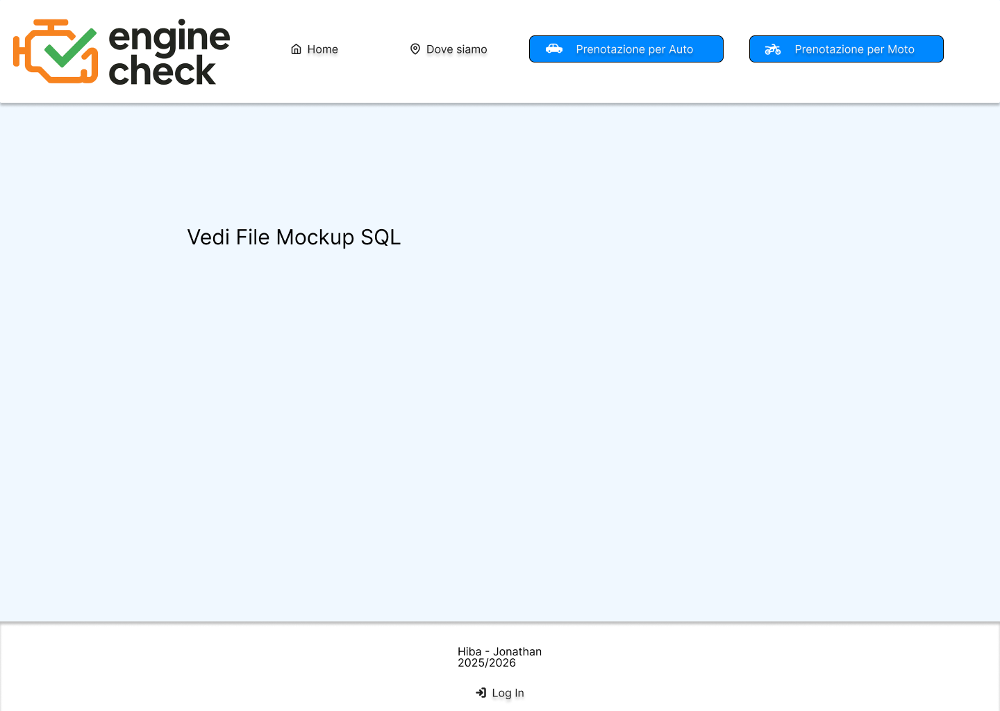 engine
check
Home
Dove siamo
Prenotazione per Auto
Prenotazione per Moto
Vedi File Mockup SQL
Hiba - Jonathan
2025/2026
Log In